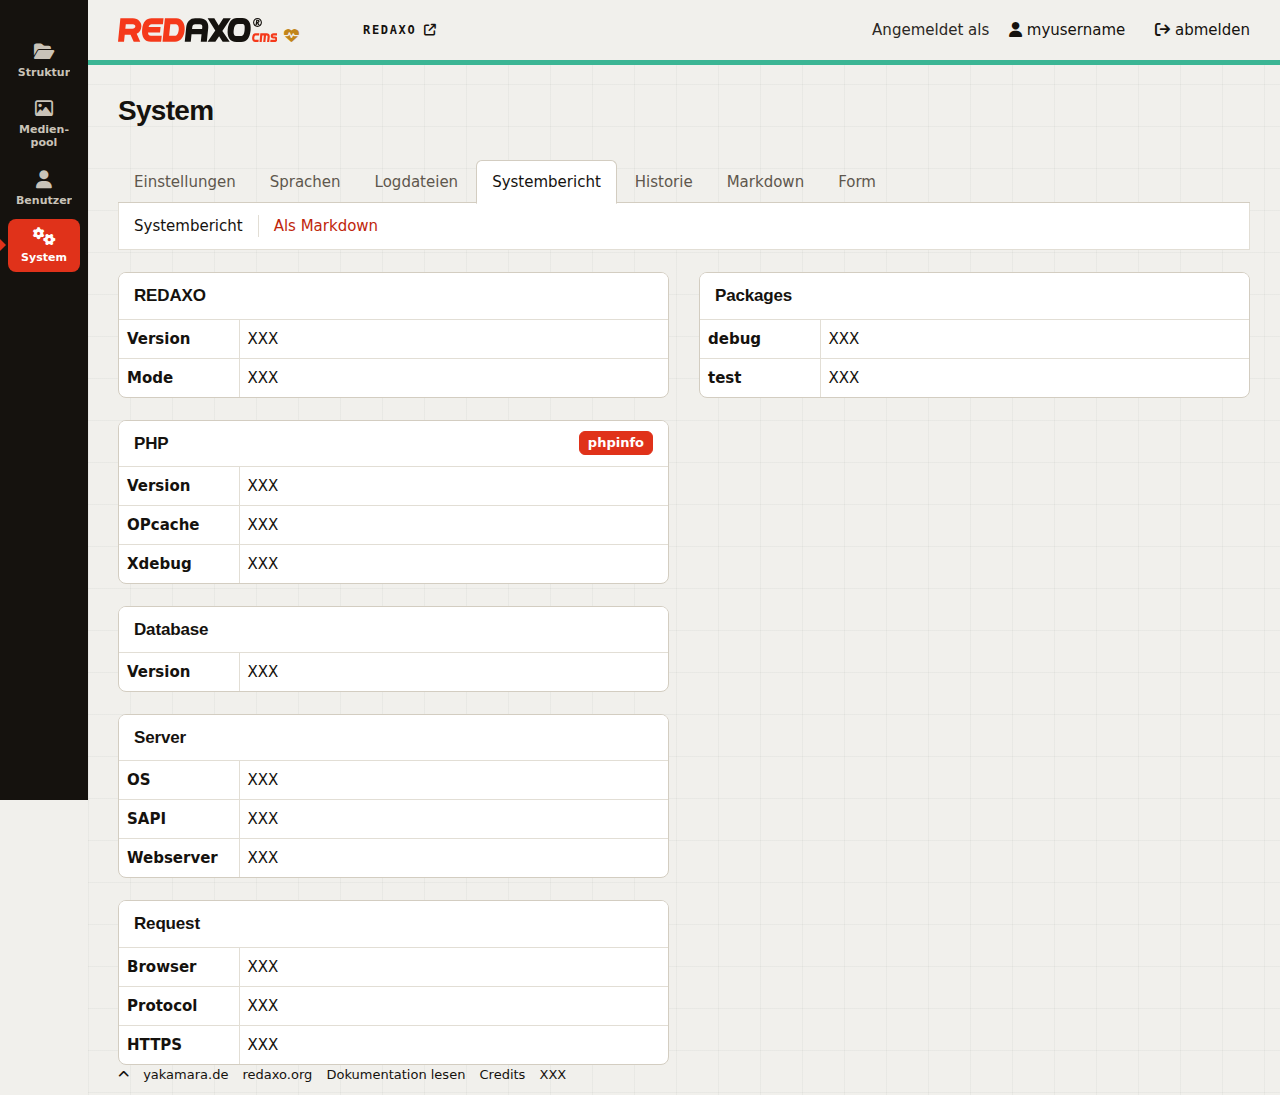 REDAXO® cms
REDAXO
Angemeldet als myusername abmelden
Struktur
Medien-
pool
Benutzer
System
System
Einstellungen Sprachen Logdateien Systembericht Historie Markdown Form
Systembericht Als Markdown
REDAXO
Version XXX
Mode XXX
Packages
debug XXX
test XXX
PHP phpinfo
Version XXX
OPcache XXX
Xdebug XXX
Database
Version XXX
Server
OS XXX
SAPI XXX
Webserver XXX
Request
Browser XXX
Protocol XXX
HTTPS XXX
yakamara.de redaxo.org Dokumentation lesen Credits XXX